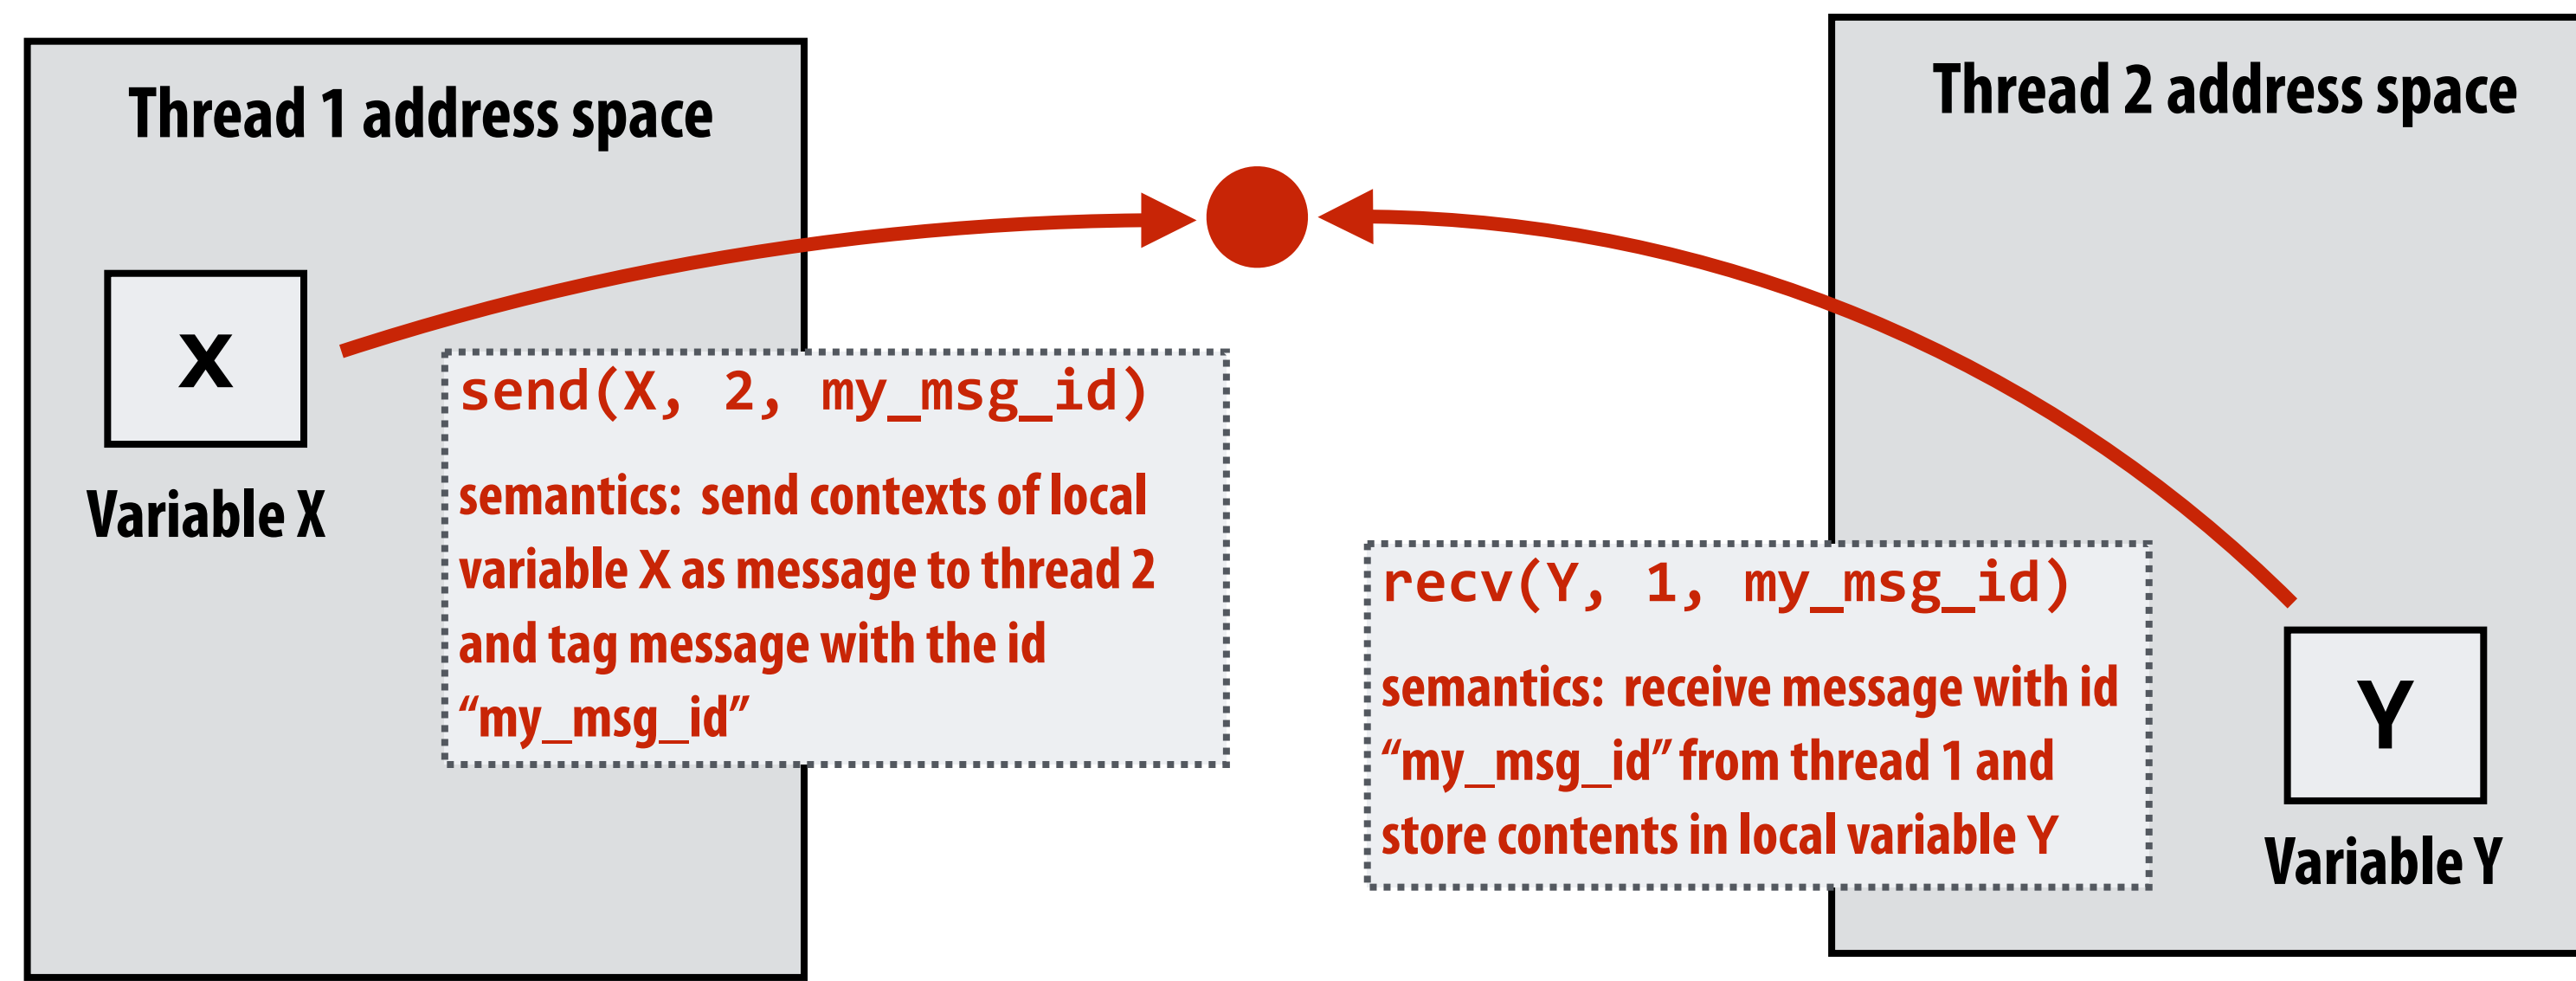 Thread 1 address space
x
Variable X
send(X, 2, my_msg_id)
semantics: send contexts of local
variable X as message to thread 2
and tag message with the id
“my_msg_id”
Thread 2 address space
recv(Y, 1, my_msg_id)
semantics: receive message with id
“my_msg_id” from thread 1 and
store contents in local variable Y
Y
Variable Y